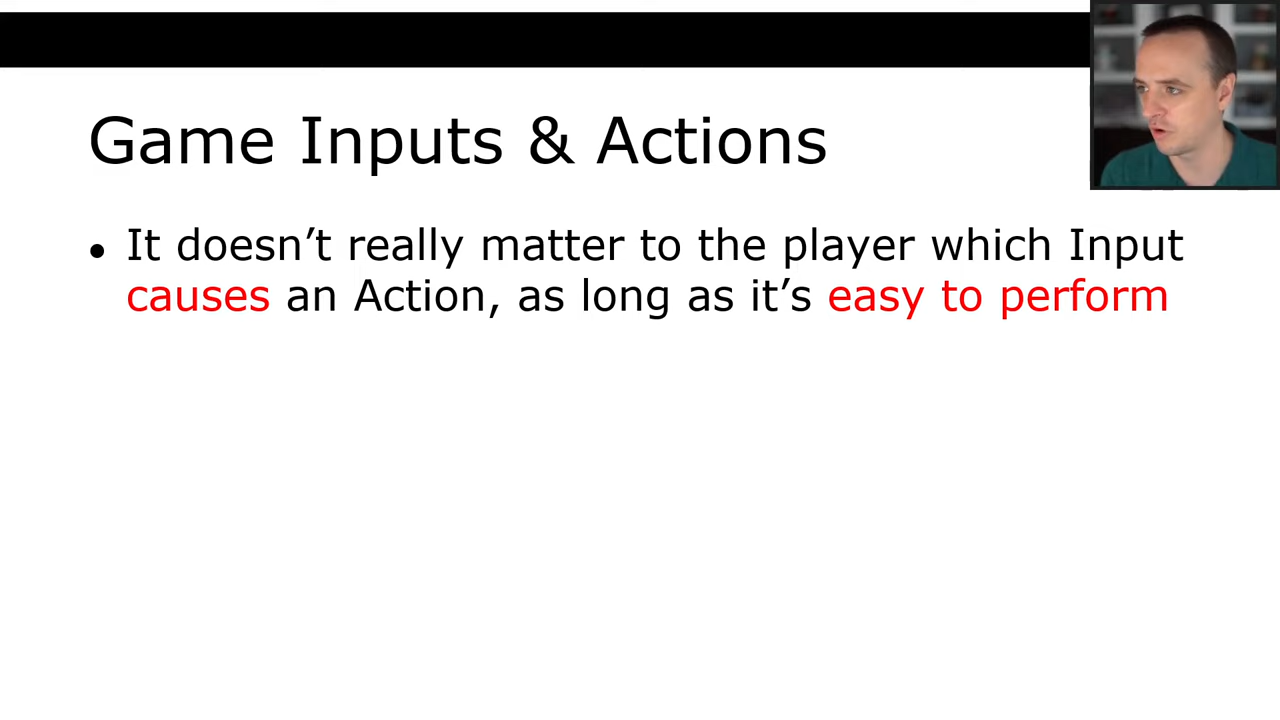 Game Inputs & Actions
• It doesn’t really matter to the player which Input
causes an Action, as long as it’s easy to perform